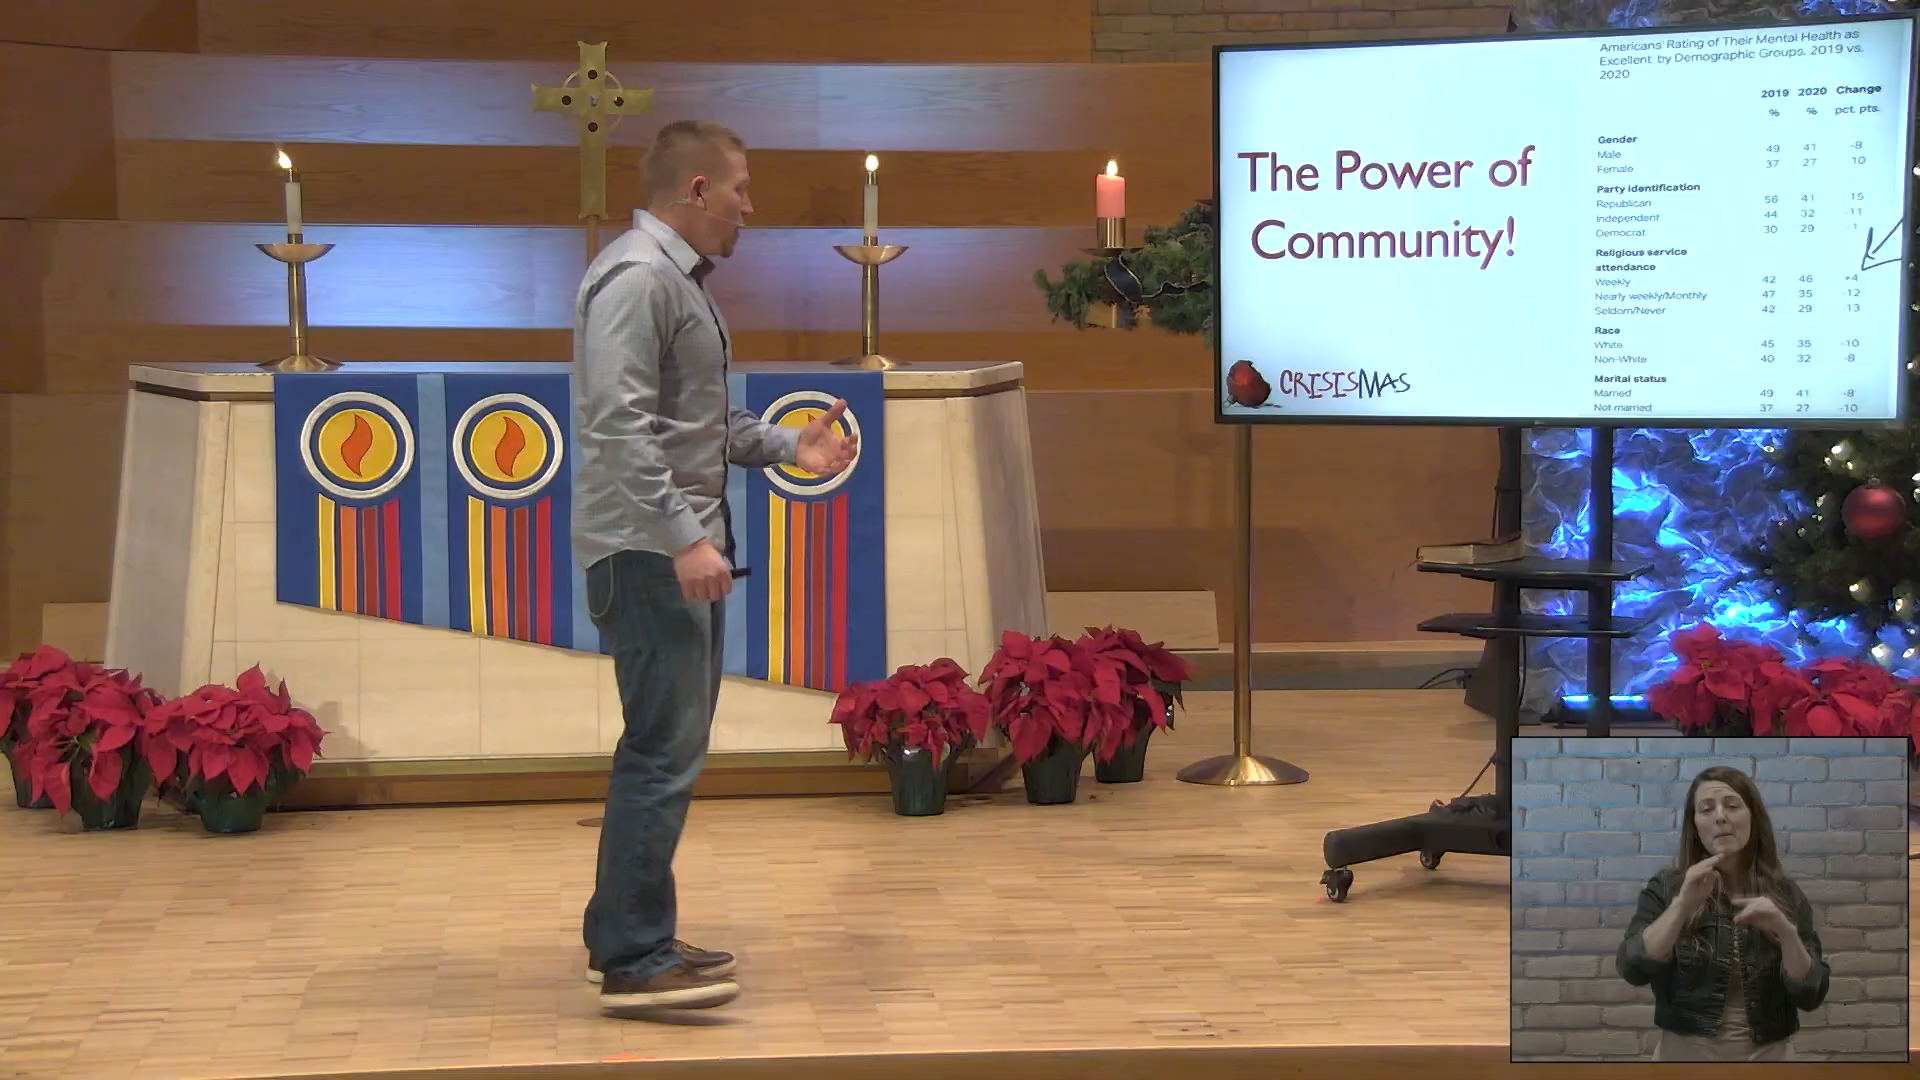 The Power of
Community!
CRISISMAS
Americans' Rating of Their Mental Health as
Excellent, by Demographic Groups, 2019 vs.
2020
2019 2020 Change
% % pct. pts.
Gender
Male 49 41 -8
Female 37 27 10
Party identification
Republican 56 41 15
Independent 44 32 -11
Democrat 30 29 -1
Religious service
attendance
Weekly 42 46 +4
Nearly weekly/Monthly 47 35 -12
Seldom/Never 42 29 -13
Race
White 45 35 -10
Non-White 40 32 -8
Marital status
Married 49 41 -8
Not married 37 27 -10